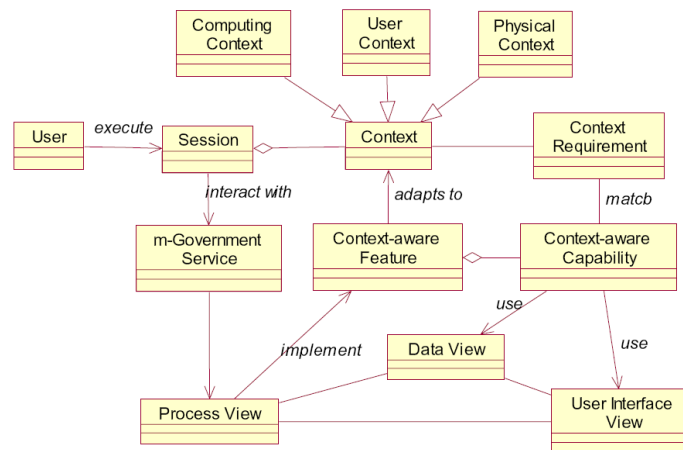 Computing
Context
User
Context
Physical
Context
User
execute
Session
Context
Context
Requirement
interact with
adapts to
matcb
m-Government
Service
Context-aware
Feature
Context-aware
Capability
use
use
implement
Data View
Process View
User Interface
View